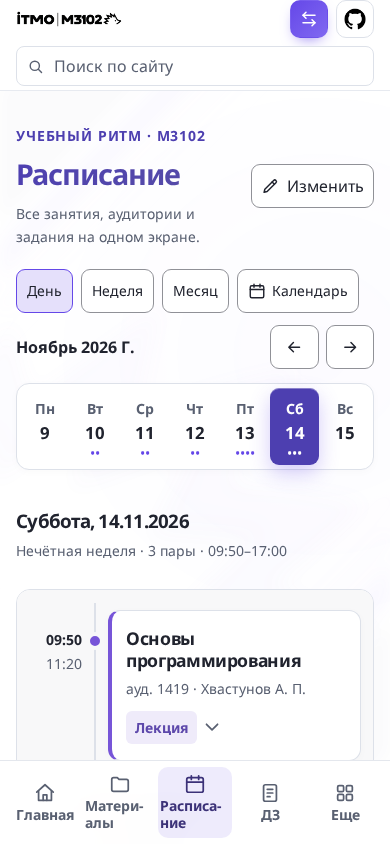 ITMO | M3102
Поиск по сайту
УЧЕБНЫЙ РИТМ · M3102
Расписание
Изменить
Все занятия, аудитории и
задания на одном экране.
День Неделя Месяц Календарь
Ноябрь 2026 Г.
Пн Вт Ср Чт Пт Сб Вс
9 10 11 12 13 14 15
Суббота, 14.11.2026
Нечётная неделя · 3 пары · 09:50–17:00
09:50
11:20
Основы
программирования
ауд. 1419 · Хвастунов А. П.
Лекция
Главная
Матери-
алы
Расписа-
ние
ДЗ
Еще